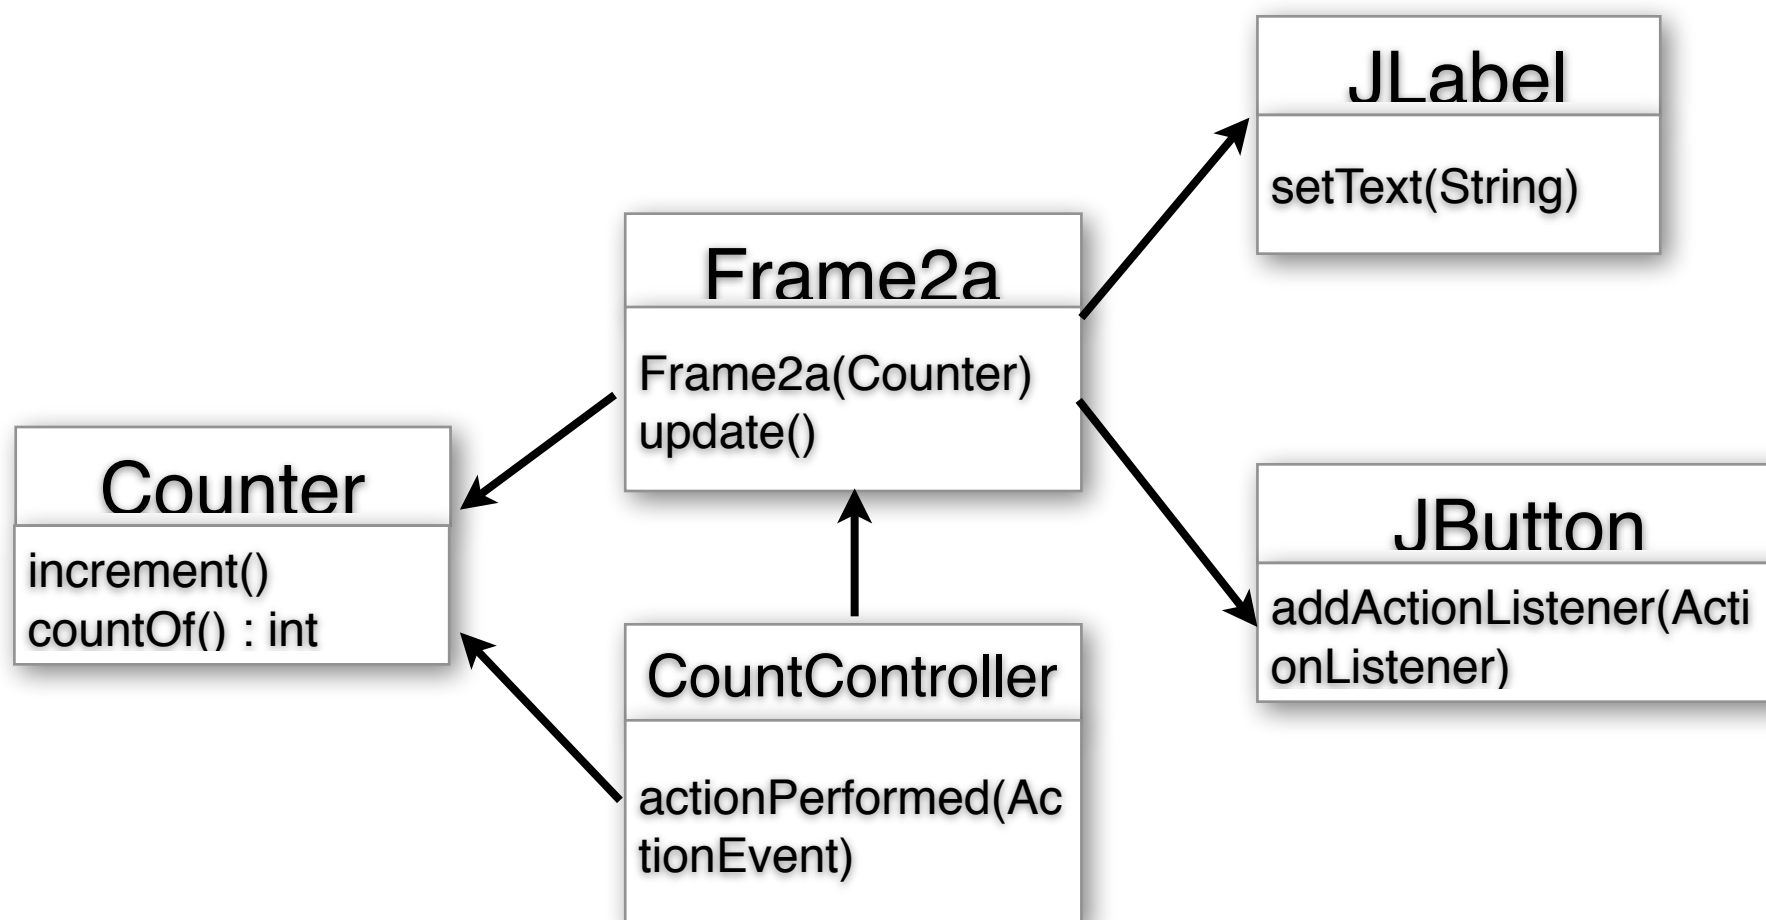 JLabel
setText(String)
Frame2a
Frame2a(Counter)
update()
Counter
increment()
countOf() : int
JButton
addActionListener(Acti
onListener)
CountController
actionPerformed(Ac
tionEvent)